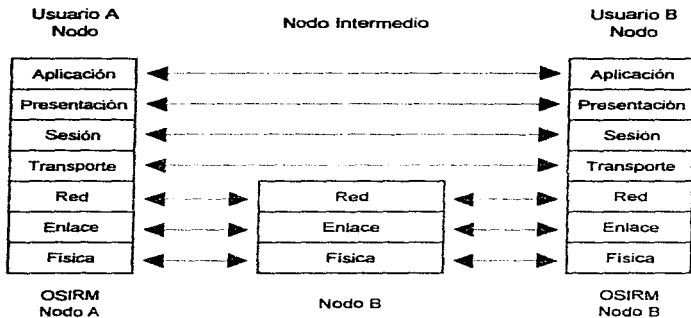 Usuario A
Nodo
Nodo Intermedio
Usuario B
Nodo
Aplicación
Aplicación
Presentación
Presentación
Sesión
Sesión
Transporte
Transporte
Red
Red
Red
Enlace
Enlace
Enlace
Física
Física
Física
OSIRM
Nodo A
Nodo B
OSIRM
Nodo B